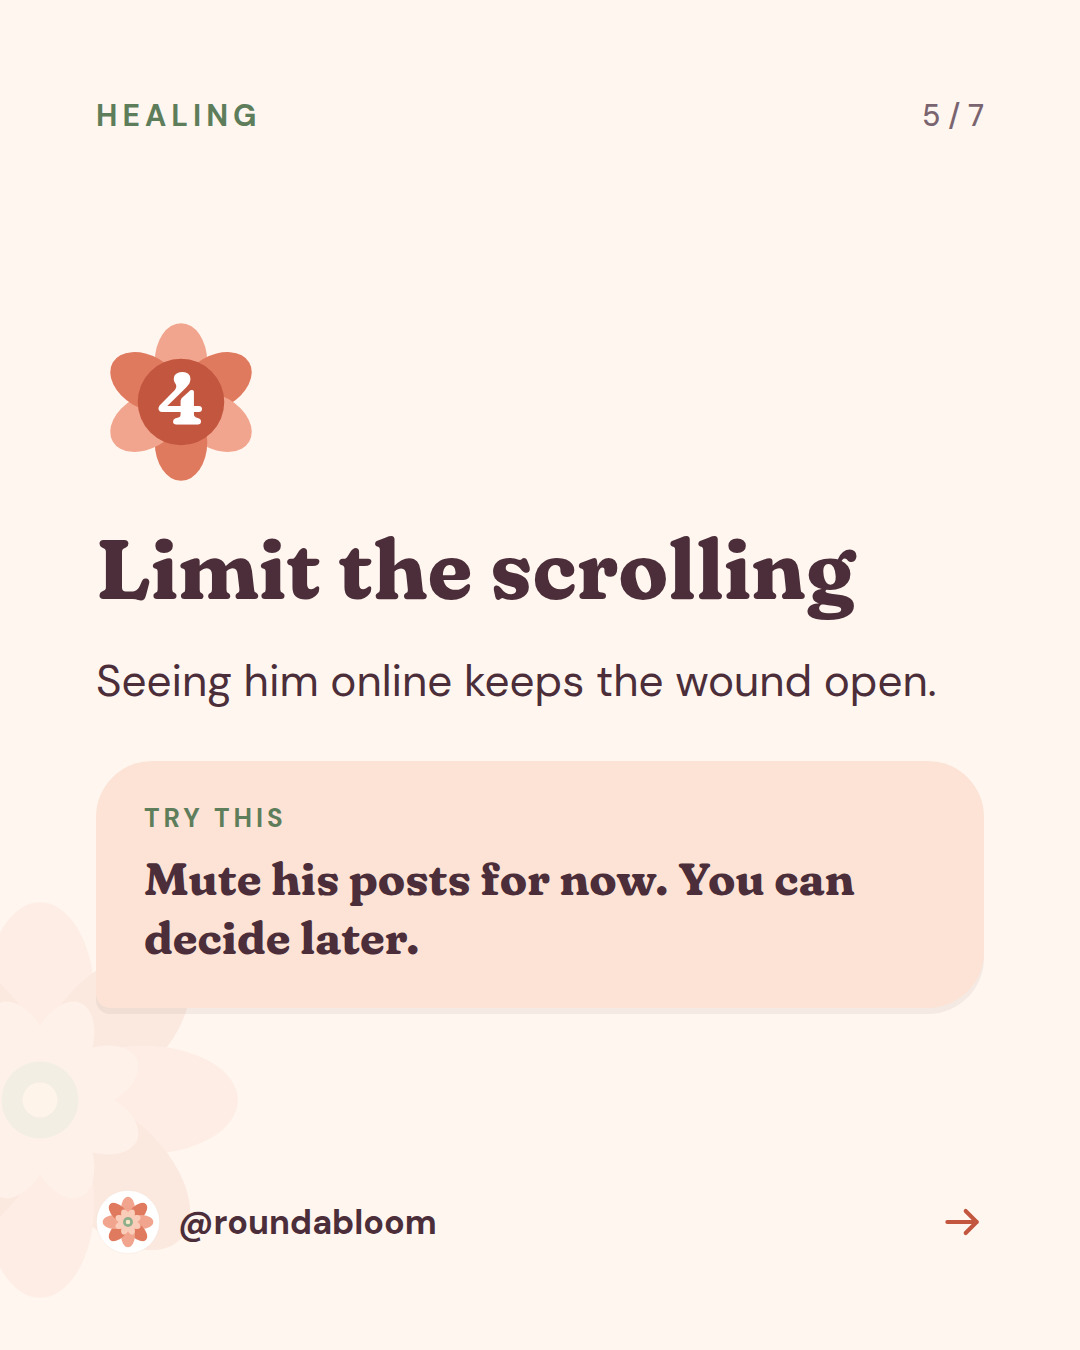 HEALING
5 / 7
4
Limit the scrolling
Seeing him online keeps the wound open.
TRY THIS
Mute his posts for now. You can
decide later.
@roundabloom